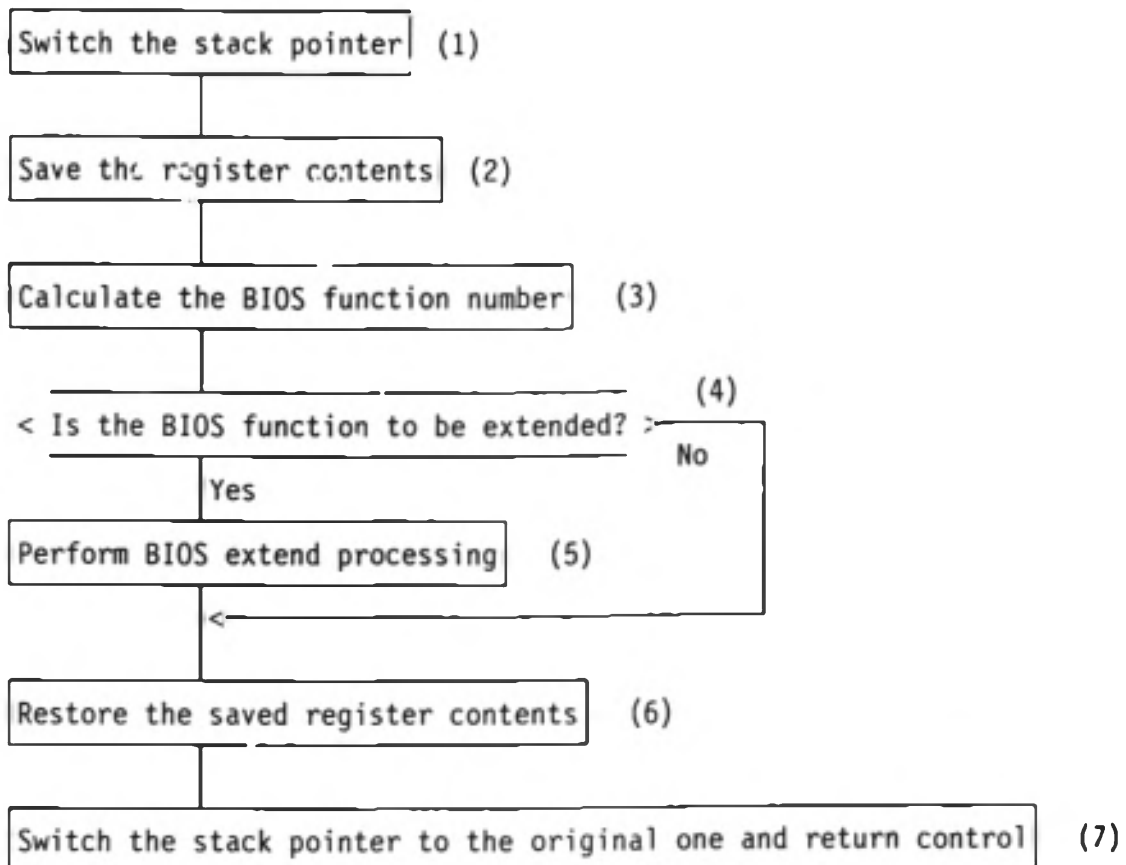 Switch the stack pointer (1)
Save the register contents (2)
Calculate the BIOS function number (3)
(4)
< Is the BIOS function to be extended? >
No
Yes
Perform BIOS extend processing (5)
<
Restore the saved register contents (6)
Switch the stack pointer to the original one and return control (7)